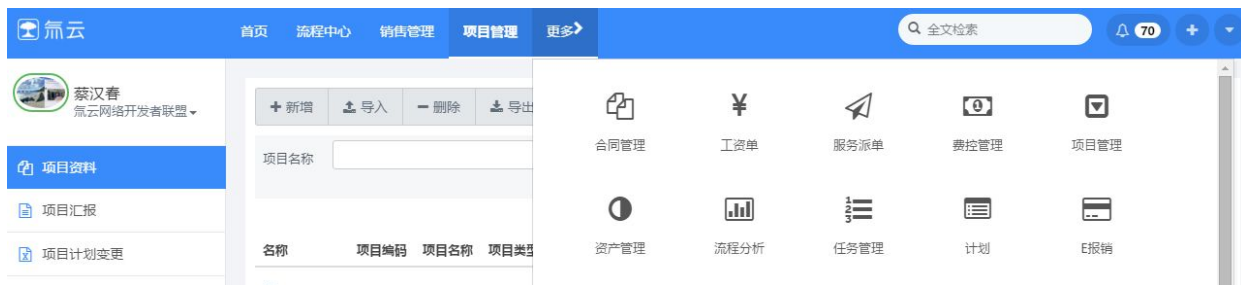 氚云 首页 流程中心 销售管理 项目管理 更多 全文检索 70
蔡汉春
氚云网络开发者联盟
新增 导入 删除 导出
合同管理 工资单 服务派单 费控管理 项目管理
项目名称
项目资料
项目汇报
名称 项目编码 项目名称 项目类型
资产管理 流程分析 任务管理 计划 E报销
项目计划变更